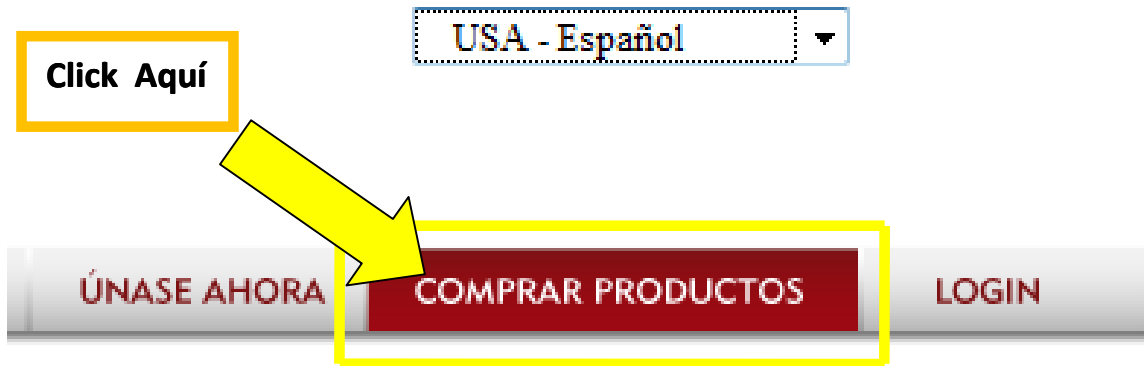 USA - Español
Click Aquí
ÚNASE AHORA
COMPRAR PRODUCTOS
LOGIN